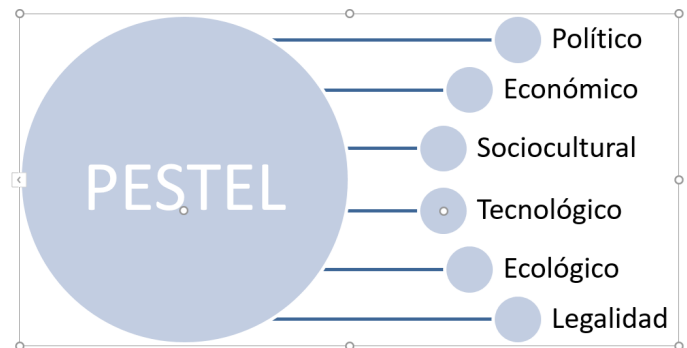 PESTEL
Político
Económico
Sociocultural
Tecnológico
Ecológico
Legalidad